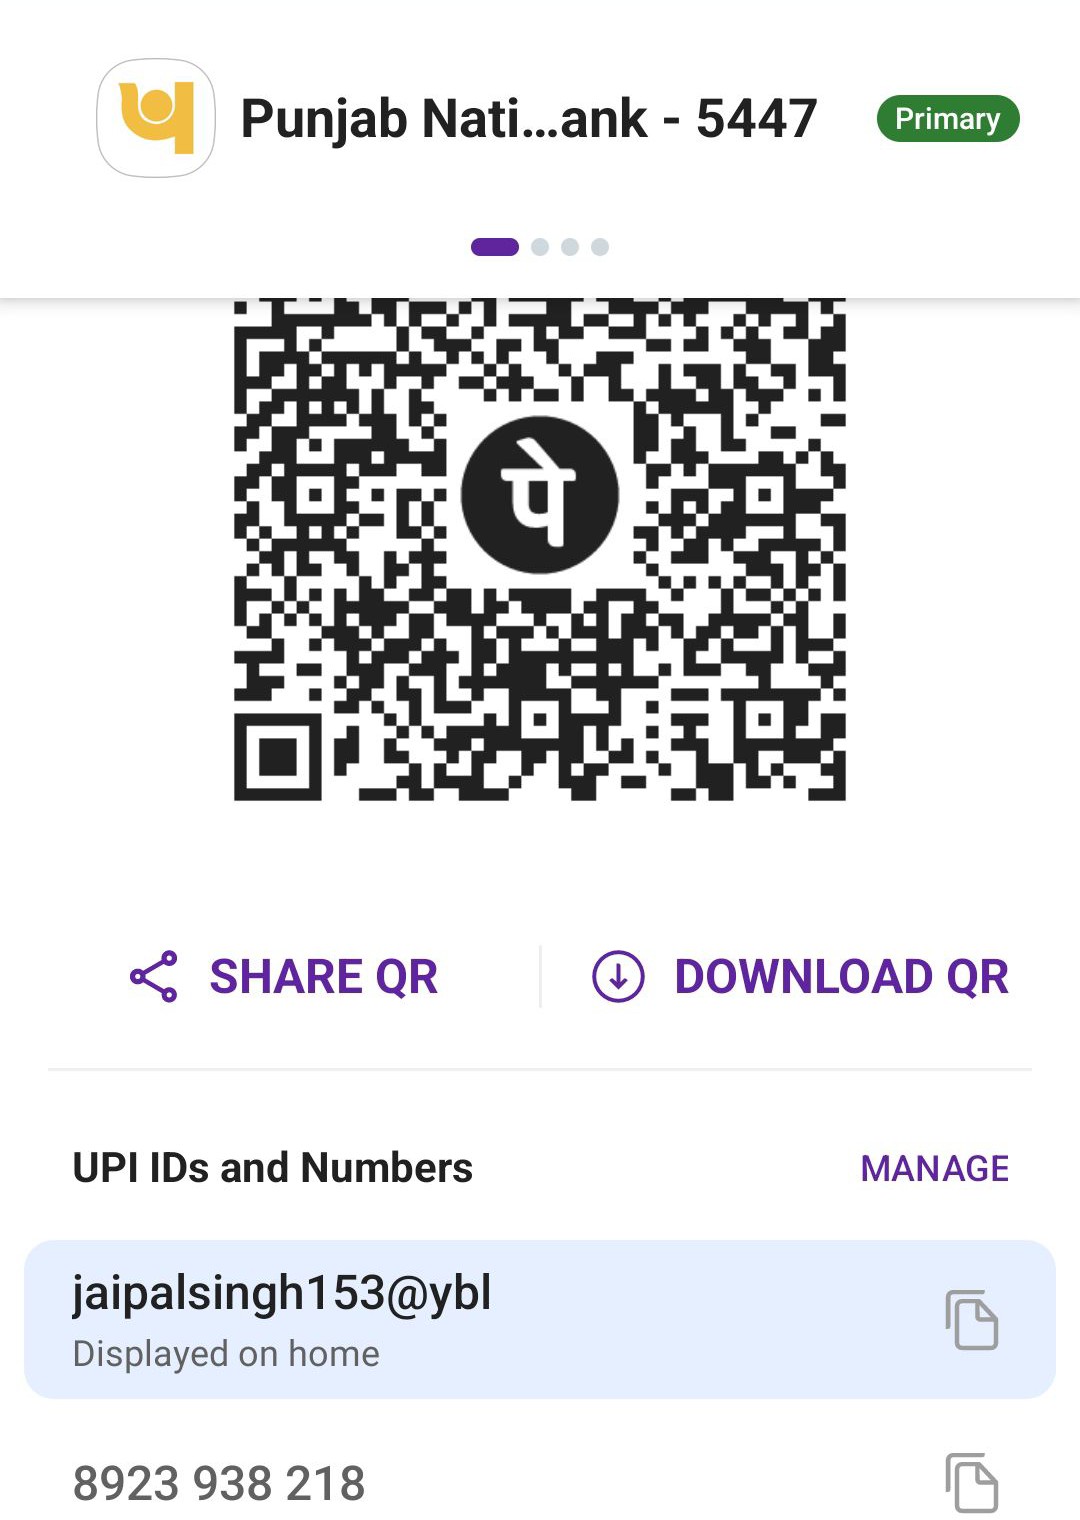 Punjab Nati...ank - 5447
Primary
पे
SHARE QR
DOWNLOAD QR
UPI IDs and Numbers
MANAGE
jaipalsingh153@ybl
Displayed on home
8923 938 218